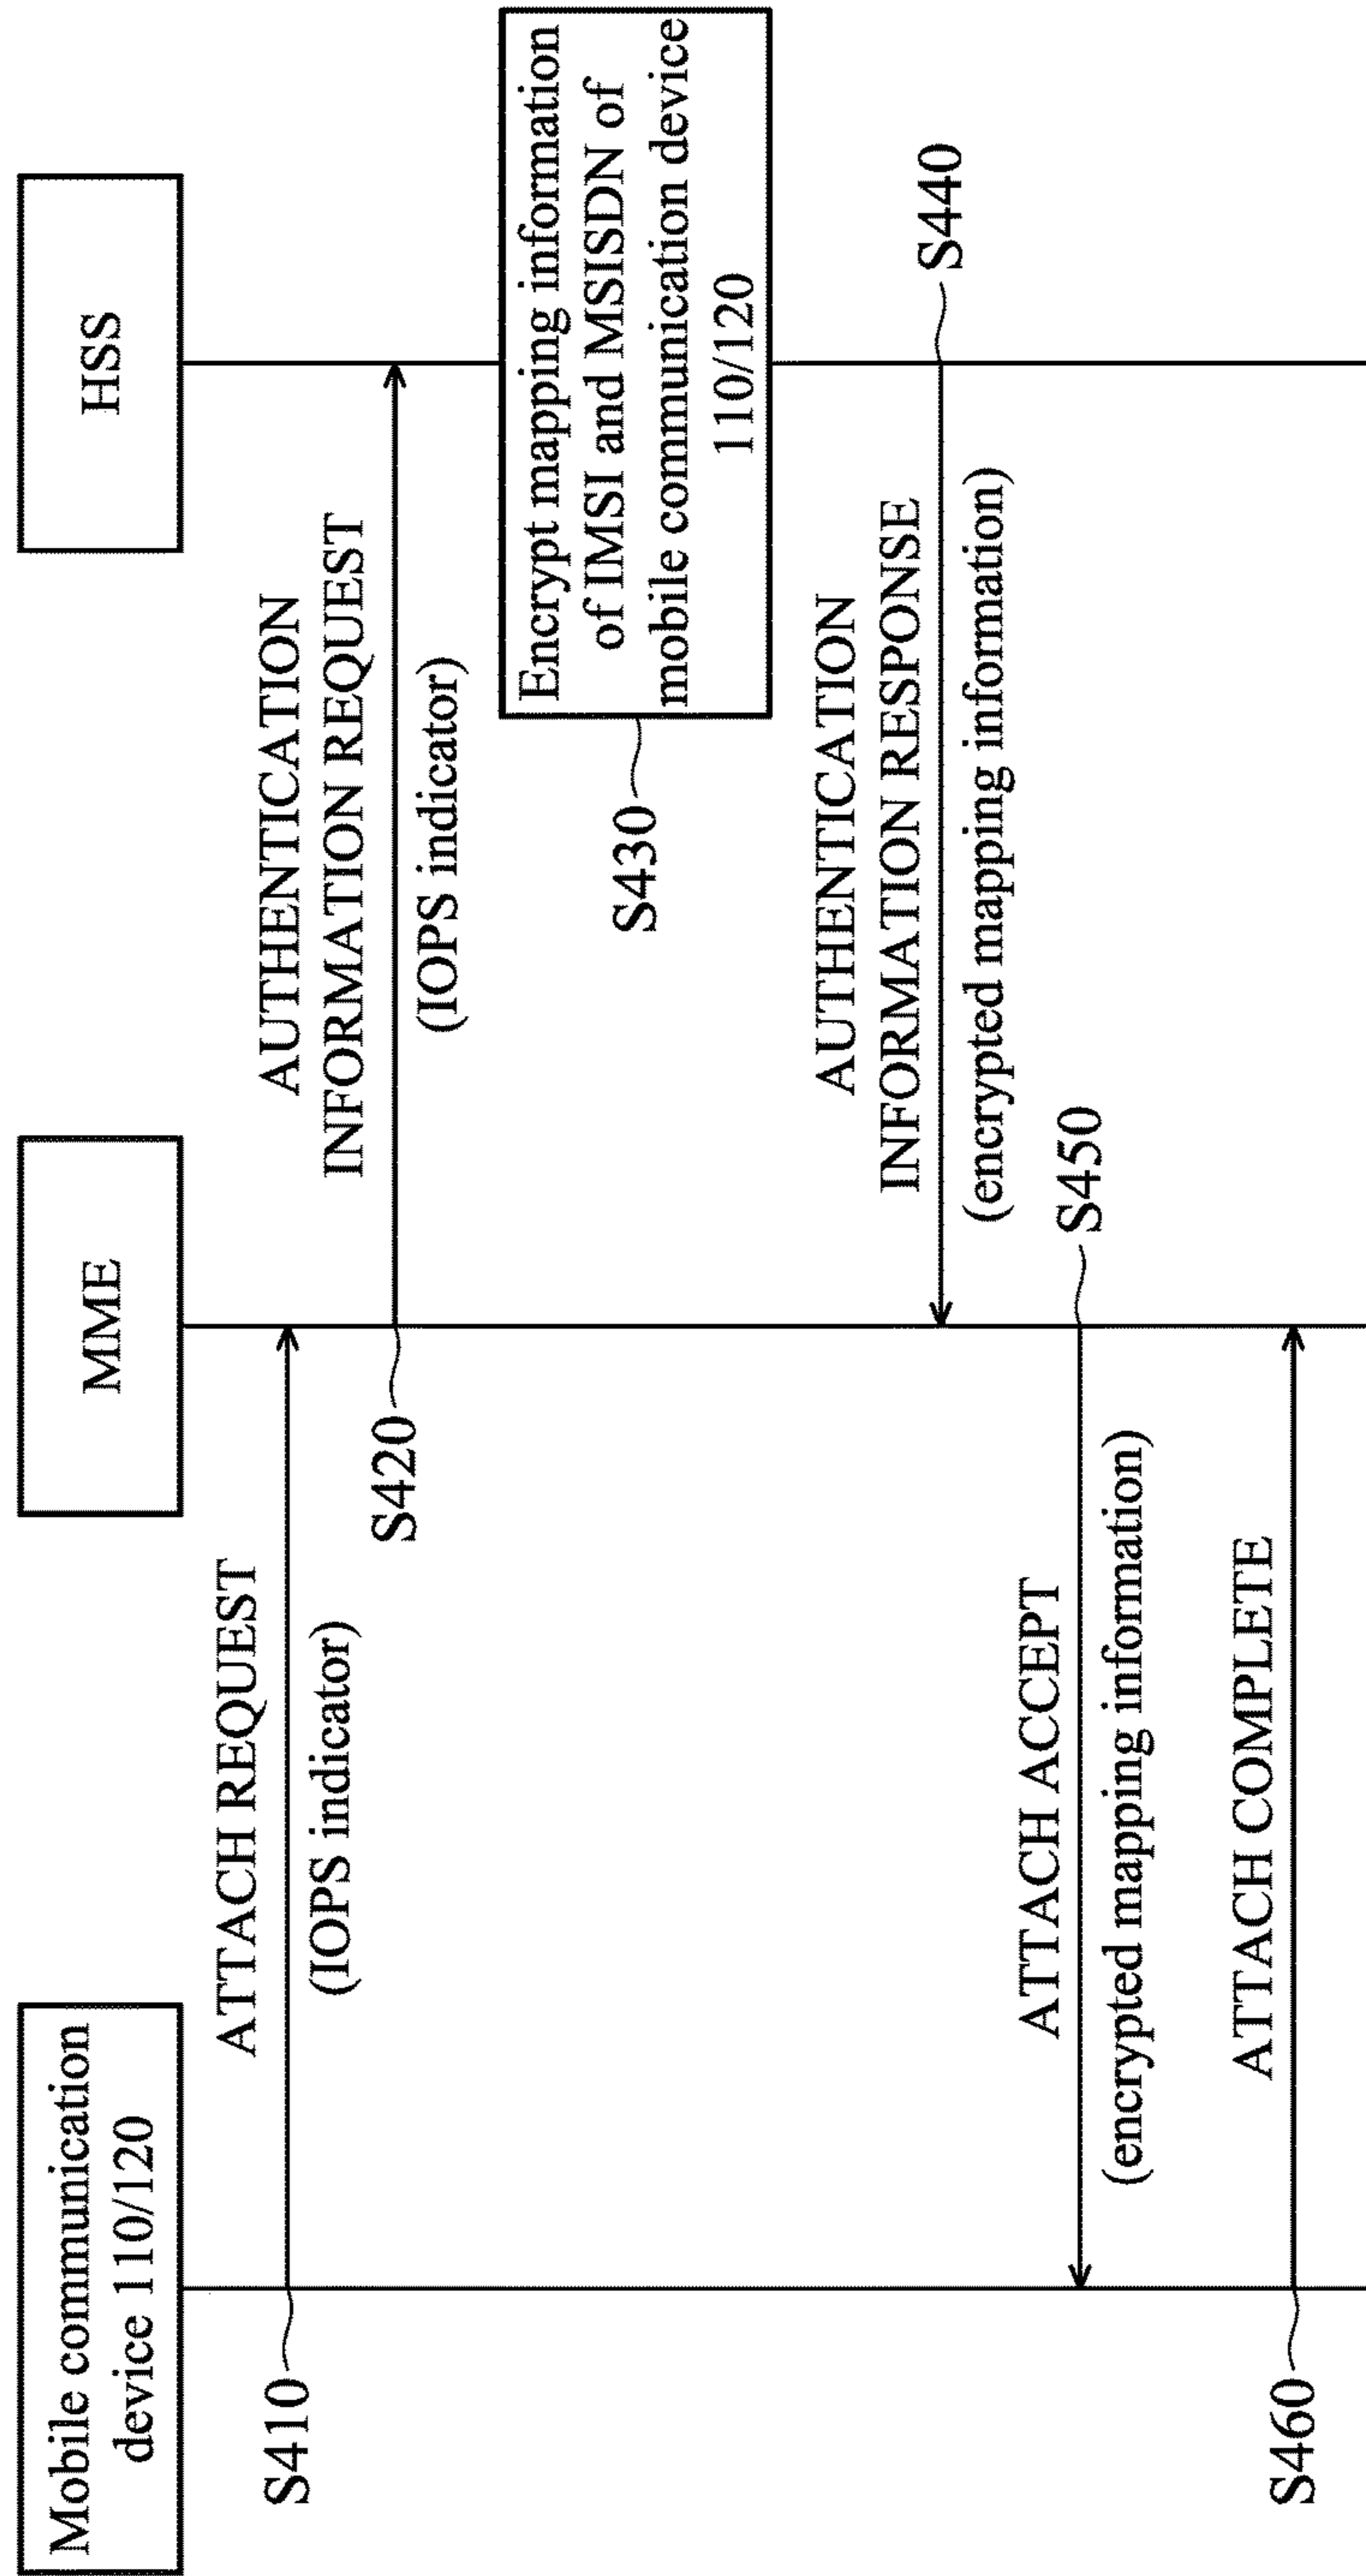 Mobile communication
device 110/120
MME
HSS
S410
ATTACH REQUEST
(IOPS indicator)
S420
AUTHENTICATION
INFORMATION REQUEST
(IOPS indicator)
S430
Encrypt mapping information
of IMSI and MSISDN of
mobile communication device
110/120
S440
AUTHENTICATION
INFORMATION RESPONSE
(encrypted mapping information)
S450
ATTACH ACCEPT
(encrypted mapping information)
S460
ATTACH COMPLETE